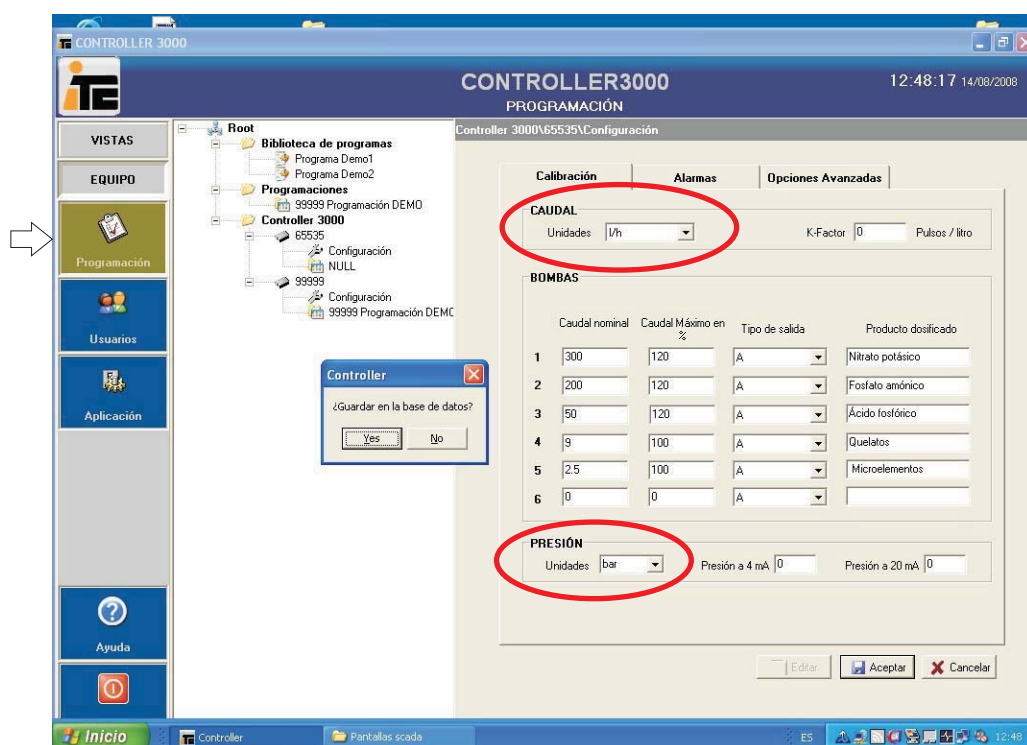 CONTROLLER 3000
iTC
CONTROLLER3000
PROGRAMACIÓN
12:48:17 14/08/2008
VISTAS
EQUIPO
Programación
Usuarios
Aplicación
Ayuda
Root
Biblioteca de programas
Programa Demo1
Programa Demo2
Programaciones
99999 Programación DEMO
Controller 3000
65535
Configuración
NULL
99999
Configuración
99999 Programación DEMO
Controller
¿Guardar en la base de datos?
Yes No
Controller 3000\65535\Configuración
Calibración Alarmas Opciones Avanzadas
CAUDAL
Unidades l/h K-Factor 0 Pulsos / litro
BOMBAS
Caudal nominal Caudal Máximo en % Tipo de salida Producto dosificado
1 300 120 A Nitrato potásico
2 200 120 A Fosfato amónico
3 50 120 A Ácido fosfórico
4 9 100 A Quelatos
5 2.5 100 A Microelementos
6 0 0 A
PRESIÓN
Unidades bar Presión a 4 mA 0 Presión a 20 mA 0
Editar Aceptar Cancelar
Inicio Controller Pantallas scada ES 12:48